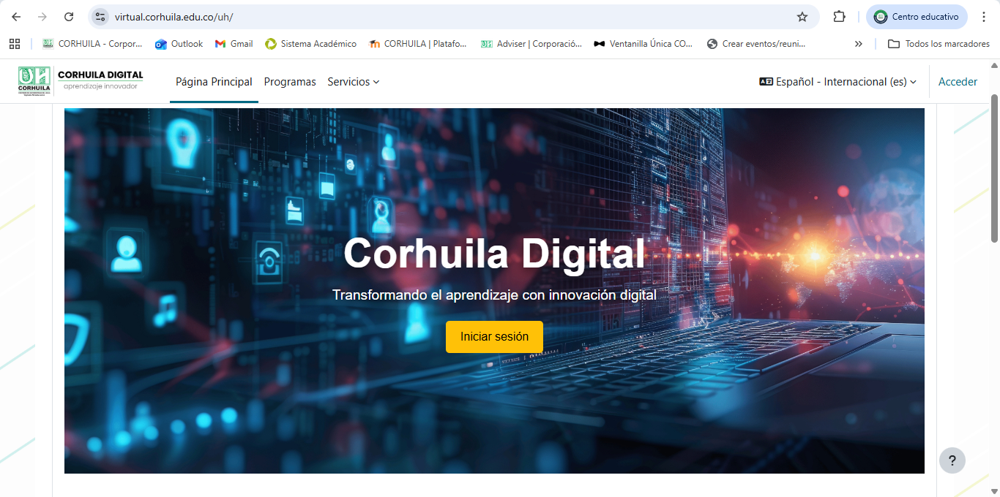 virtual.corhuila.edu.co/uh/
Centro educativo
CORHUILA - Corpor...
Outlook
Gmail
Sistema Académico
CORHUILA | Platafo...
Adviser | Corporació...
Ventanilla Única CO...
Crear eventos/reuni...
»
Todos los marcadores
UH
CORHUILA
CORHUILA DIGITAL
aprendizaje innovador
Página Principal
Programas
Servicios
Español - Internacional (es)
Acceder
Corhuila Digital
Transformando el aprendizaje con innovación digital
Iniciar sesión
?